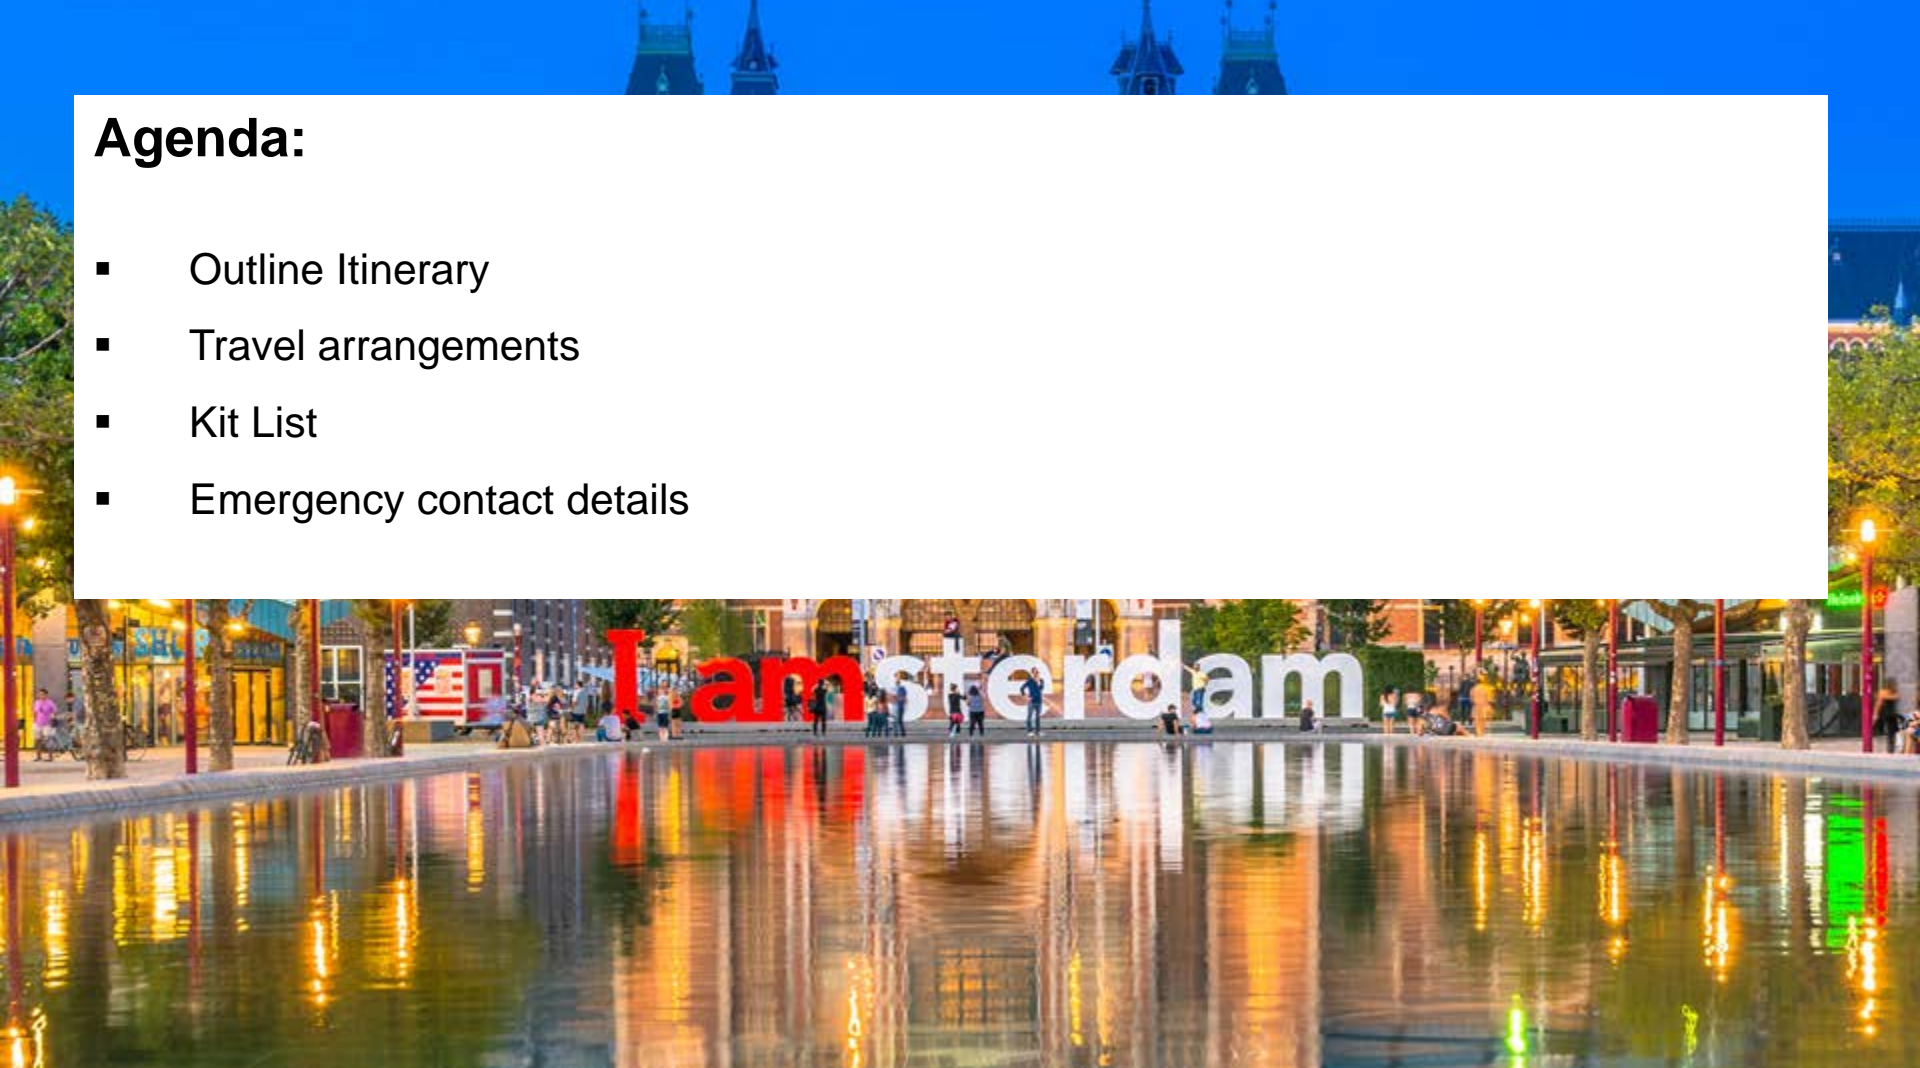 Agenda:
▪ Outline Itinerary
▪ Travel arrangements
▪ Kit List
▪ Emergency contact details
I amsterdam